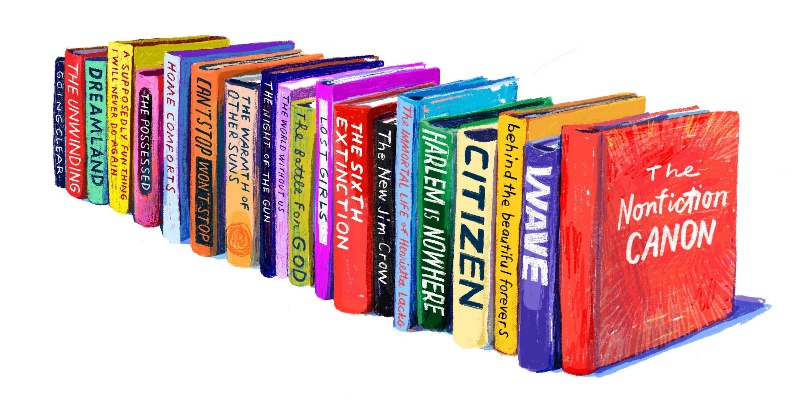 GOING CLEAR
THE UNWINDING
DREAMLAND
A SUPPOSEDLY FUN THING
I WILL NEVER DO AGAIN
THE POSSESSED
HOME COMFORTS
CAN'T STOP WON'T STOP
THE WARMTH OF
OTHER SUNS
THE NIGHT OF THE GUN
THE WORLD WITHOUT US
The Battle For GOD
LOST GIRLS
THE SIXTH
EXTINCTION
The New Jim Crow
The IMMORTAL LIFE OF Henrietta Lacks
HARLEM is NOWHERE
CITIZEN
behind the beautiful forevers
WAVE
The
Nonfiction
CANON